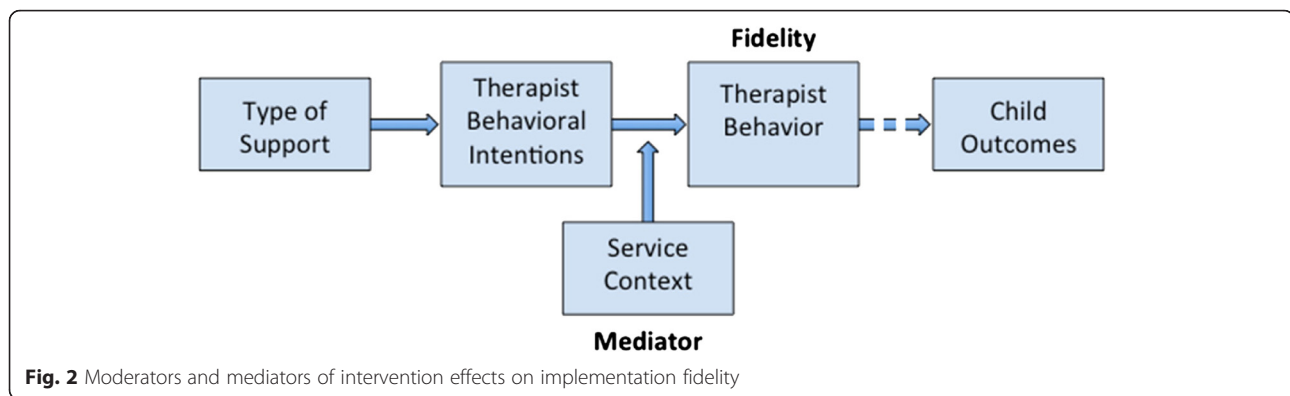 Fidelity
Type of
Support
Therapist
Behavioral
Intentions
Therapist
Behavior
Child
Outcomes
Service
Context
Mediator
Fig. 2 Moderators and mediators of intervention effects on implementation fidelity